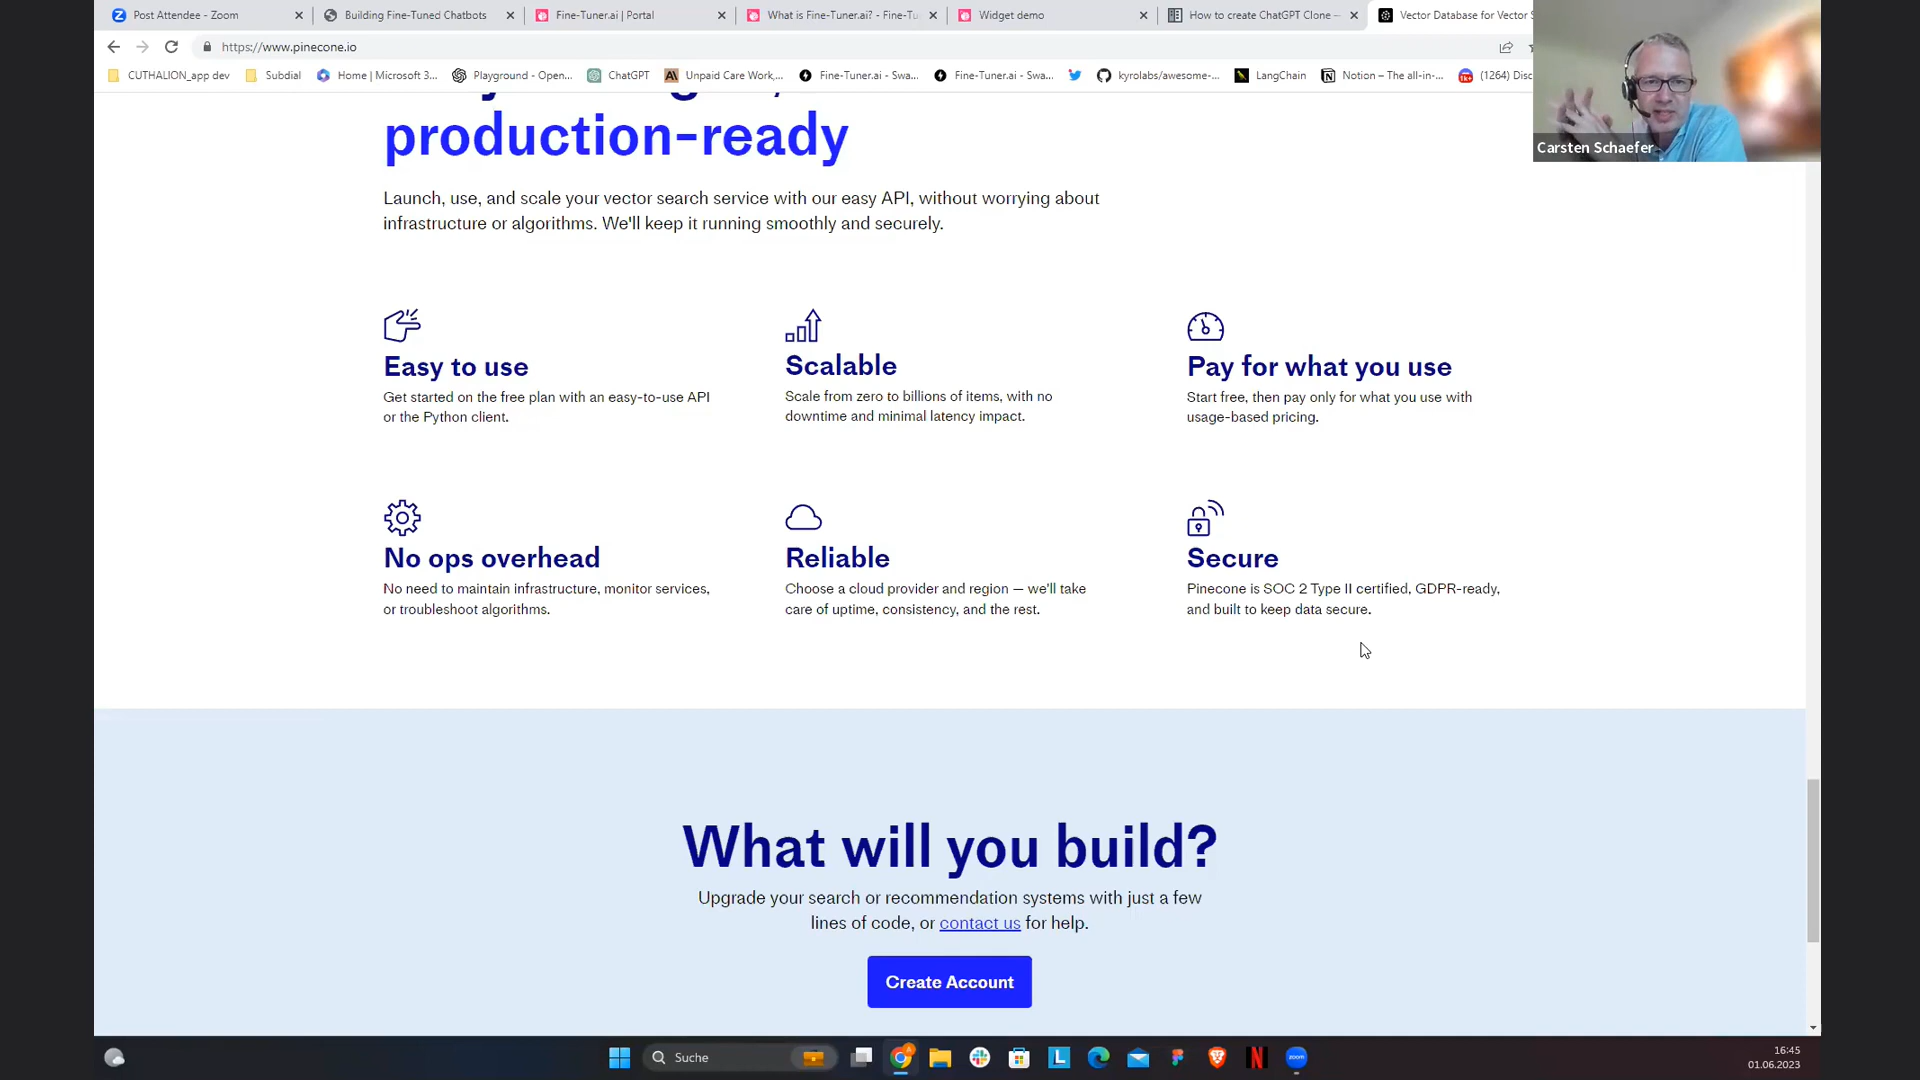 Post Attendee - Zoom
Building Fine-Tuned Chatbots
Fine-Tuner.ai | Portal
What is Fine-Tuner.ai? - Fine-Tu
Widget demo
How to create ChatGPT Clone –
Vector Database for Vector S
https://www.pinecone.io
CUTHALION_app dev
Subdial
Home | Microsoft 3...
Playground - Open...
ChatGPT
Unpaid Care Work,...
Fine-Tuner.ai - Swa...
Fine-Tuner.ai - Swa...
kyrolabs/awesome-...
LangChain
Notion – The all-in-...
(1264) Disc
Carsten Schaefer
production-ready
Launch, use, and scale your vector search service with our easy API, without worrying about
infrastructure or algorithms. We'll keep it running smoothly and securely.
Easy to use
Get started on the free plan with an easy-to-use API
or the Python client.
Scalable
Scale from zero to billions of items, with no
downtime and minimal latency impact.
Pay for what you use
Start free, then pay only for what you use with
usage-based pricing.
No ops overhead
No need to maintain infrastructure, monitor services,
or troubleshoot algorithms.
Reliable
Choose a cloud provider and region — we'll take
care of uptime, consistency, and the rest.
Secure
Pinecone is SOC 2 Type II certified, GDPR-ready,
and built to keep data secure.
What will you build?
Upgrade your search or recommendation systems with just a few
lines of code, or contact us for help.
Create Account
Suche
zoom
16:45
01.06.2023